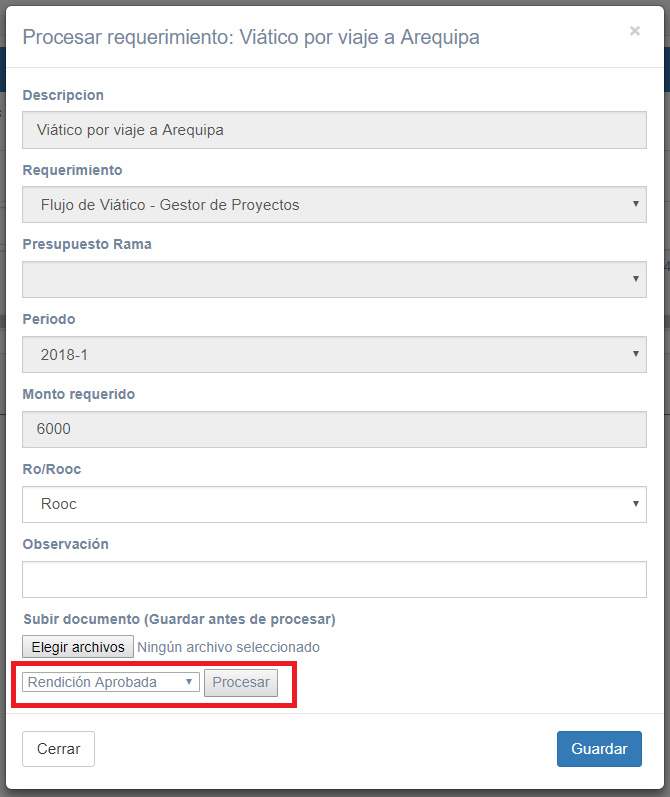 Procesar requerimiento: Viático por viaje a Arequipa
×
Descripcion
Viático por viaje a Arequipa
Requerimiento
Flujo de Viático - Gestor de Proyectos
Presupuesto Rama
Periodo
2018-1
Monto requerido
6000
Ro/Rooc
Rooc
Observación
Subir documento (Guardar antes de procesar)
Elegir archivos Ningún archivo seleccionado
Rendición Aprobada Procesar
Cerrar Guardar